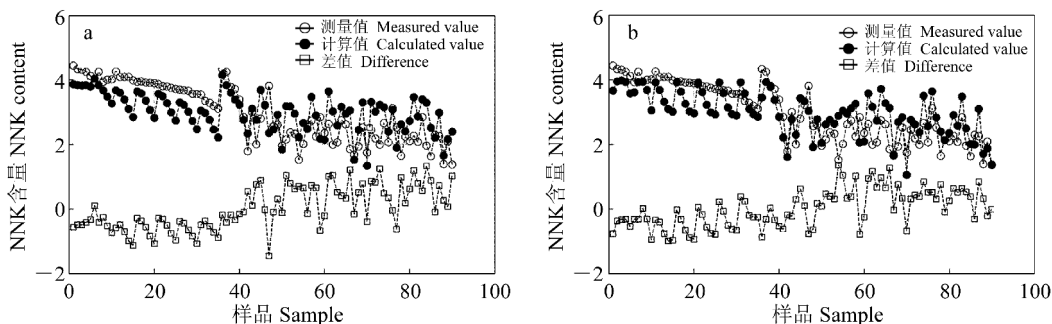 a
测量值 Measured value
计算值 Calculated value
差值 Difference
NNK含量 NNK content
6
4
2
0
−2
0 20 40 60 80 100
样品 Sample
b
测量值 Measured value
计算值 Calculated value
差值 Difference
NNK含量 NNK content
6
4
2
0
−2
0 20 40 60 80 100
样品 Sample